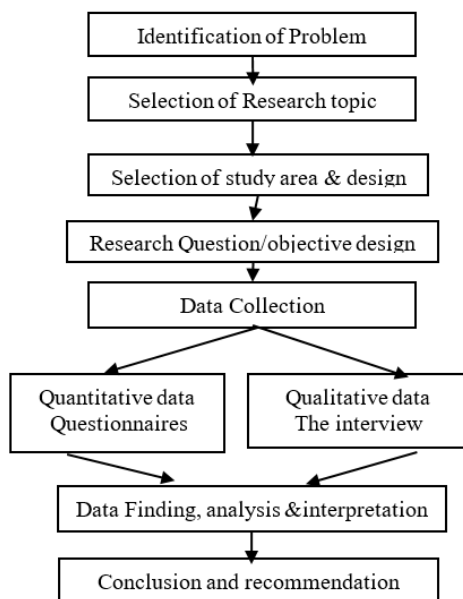 Identification of Problem
Selection of Research topic
Selection of study area & design
Research Question/objective design
Data Collection
Quantitative data
Questionnaires
Qualitative data
The interview
Data Finding, analysis &interpretation
Conclusion and recommendation